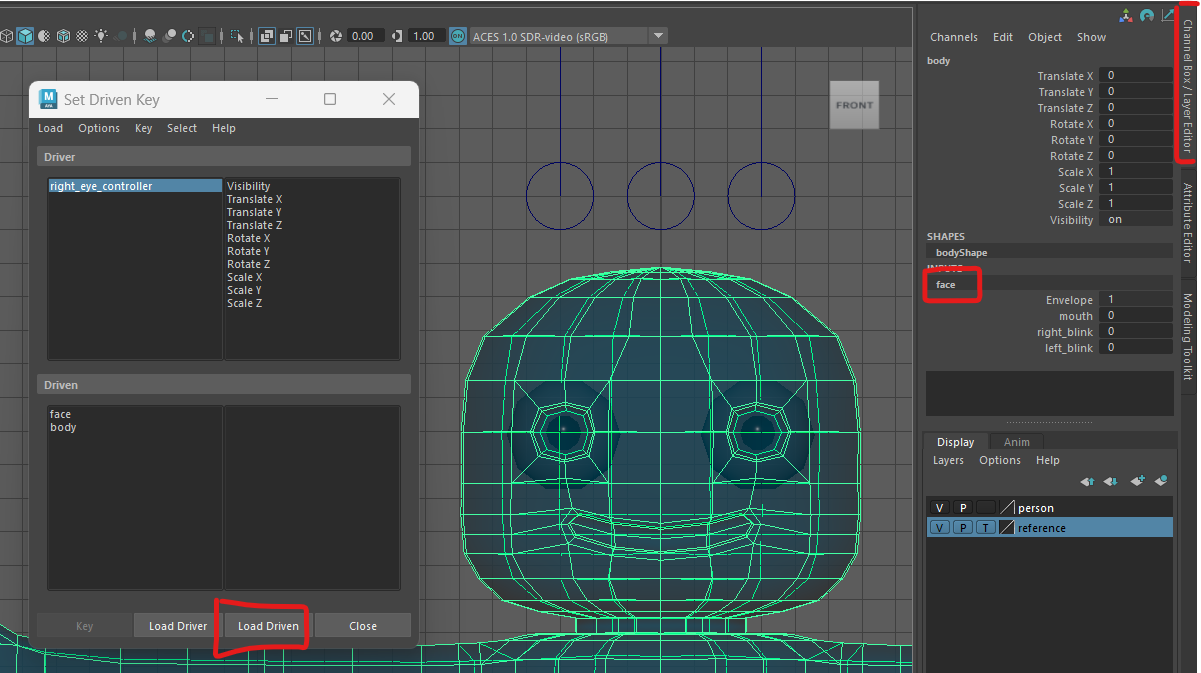 0.00
1.00
ACES 1.0 SDR-video (sRGB)
Set Driven Key
Load Options Key Select Help
Driver
right_eye_controller
Visibility
Translate X
Translate Y
Translate Z
Rotate X
Rotate Y
Rotate Z
Scale X
Scale Y
Scale Z
Driven
face
body
Key
Load Driver
Load Driven
Close
FRONT
Channels Edit Object Show
body
Translate X 0
Translate Y 0
Translate Z 0
Rotate X 0
Rotate Y 0
Rotate Z 0
Scale X 1
Scale Y 1
Scale Z 1
Visibility on
SHAPES
bodyShape
INPUTS
face
Envelope 1
mouth 0
right_blink 0
left_blink 0
Display Anim
Layers Options Help
V P person
V P T reference
Channel Box / Layer Editor
Attribute Editor
Modeling Toolkit